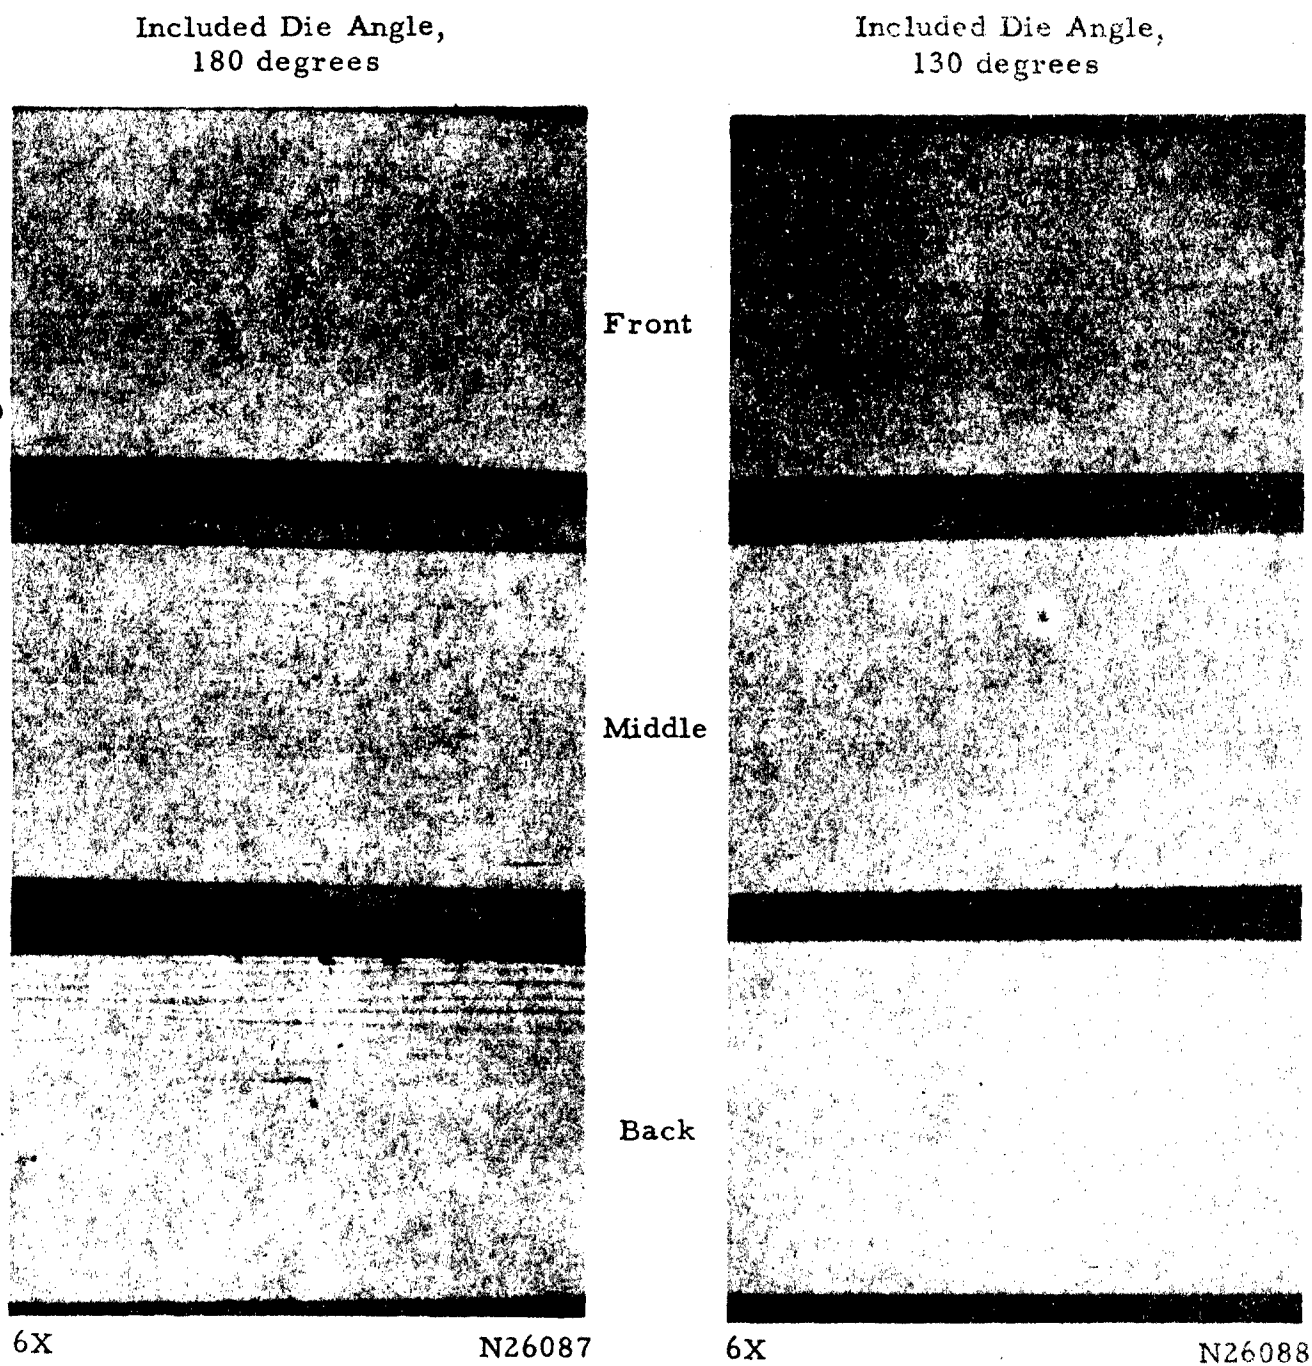 Included Die Angle,
180 degrees
Included Die Angle,
130 degrees
Front
Middle
Back
6X N26087
6X N26088